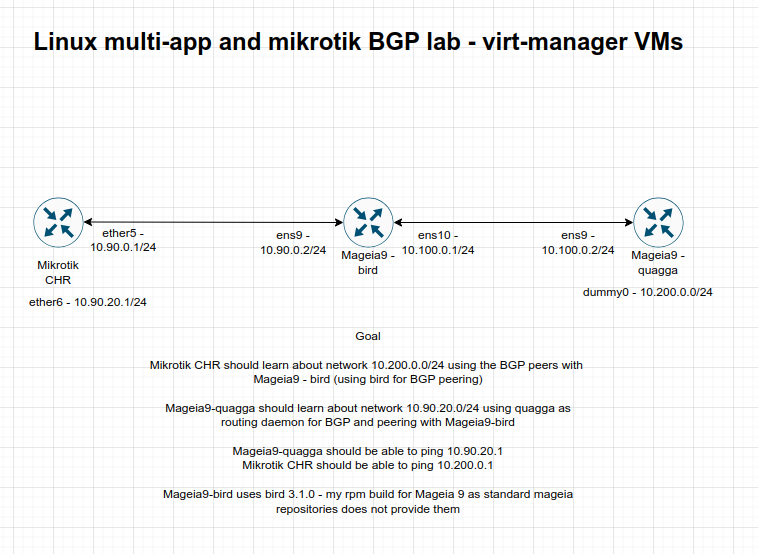 Linux multi-app and mikrotik BGP lab - virt-manager VMs
ether5 -
10.90.0.1/24
ens9 -
10.90.0.2/24
ens10 -
10.100.0.1/24
ens9 -
10.100.0.2/24
Mikrotik
CHR
Mageia9 -
bird
Mageia9 -
quagga
ether6 - 10.90.20.1/24
dummy0 - 10.200.0.0/24
Goal
Mikrotik CHR should learn about network 10.200.0.0/24 using the BGP peers with
Mageia9 - bird (using bird for BGP peering)
Mageia9-quagga should learn about network 10.90.20.0/24 using quagga as
routing daemon for BGP and peering with Mageia9-bird
Mageia9-quagga should be able to ping 10.90.20.1
Mikrotik CHR should be able to ping 10.200.0.1
Mageia9-bird uses bird 3.1.0 - my rpm build for Mageia 9 as standard mageia
repositories does not provide them